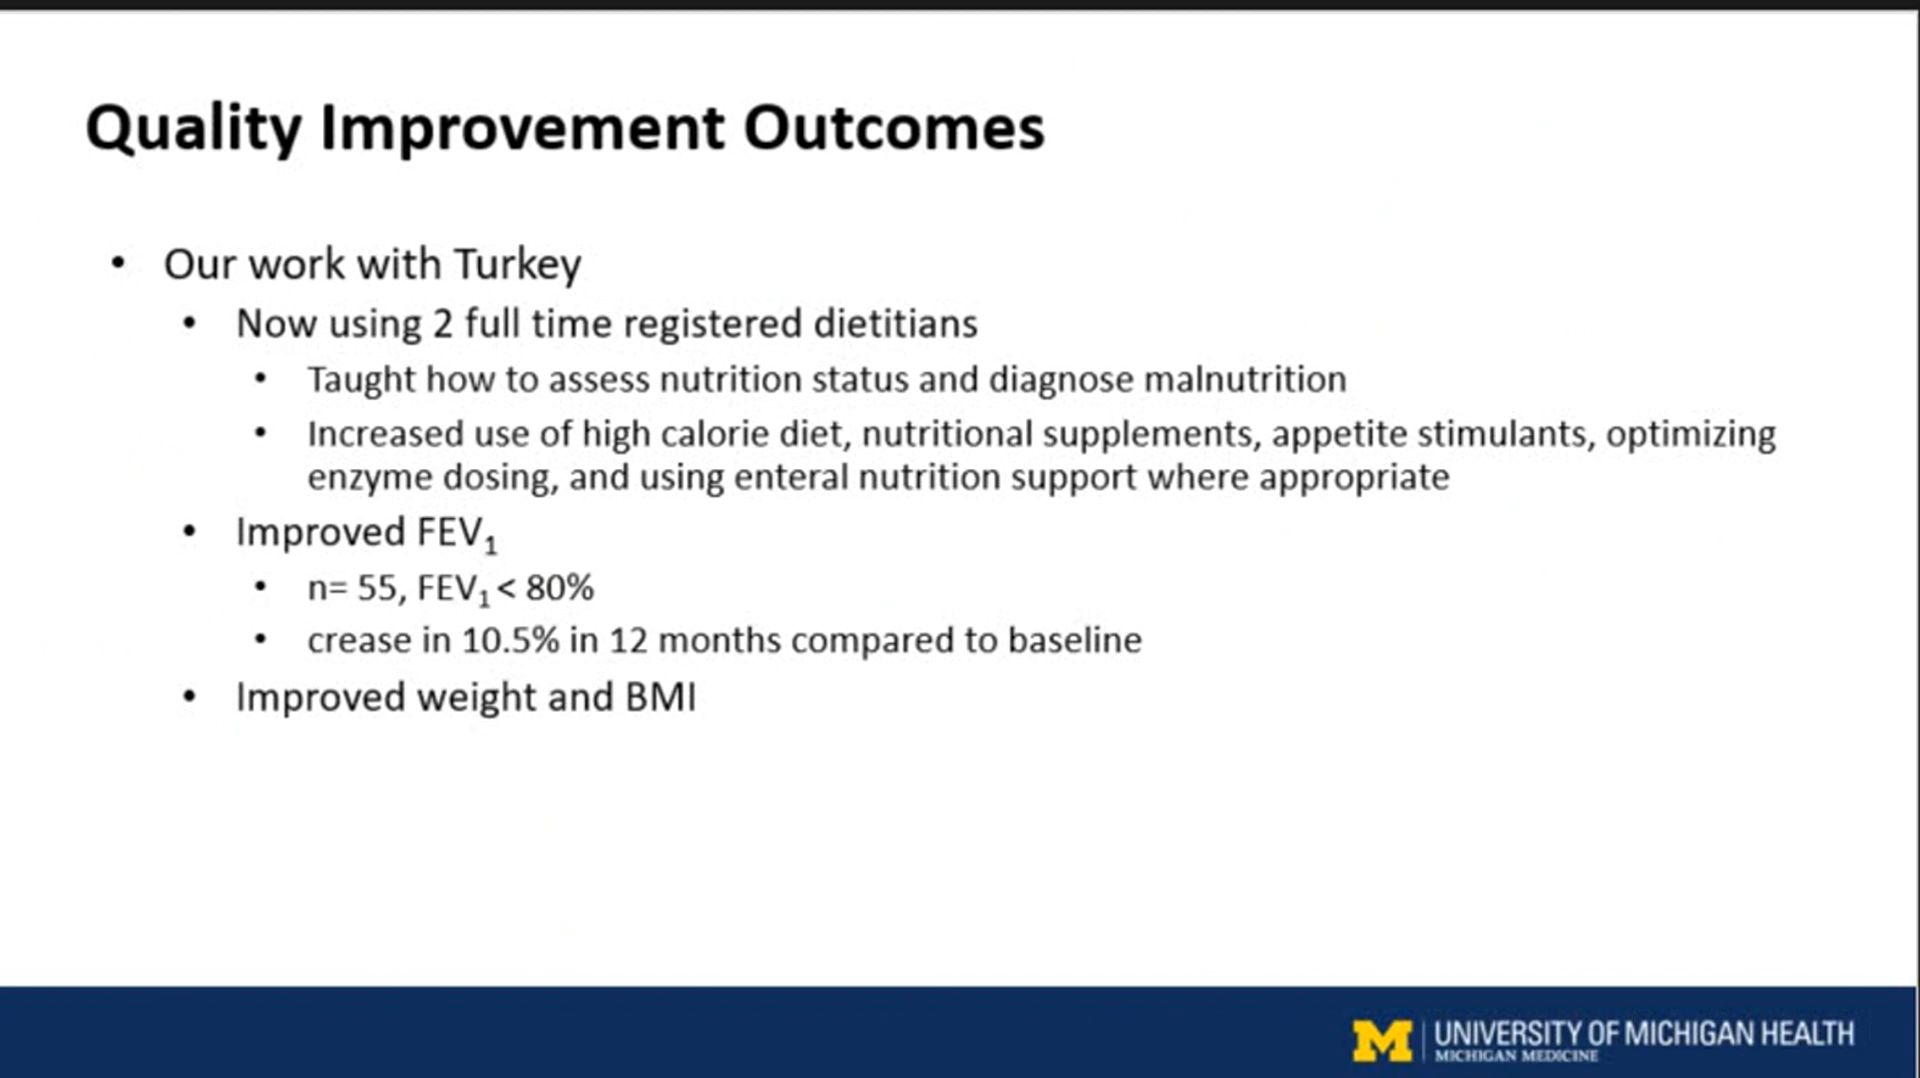 Quality Improvement Outcomes
• Our work with Turkey
• Now using 2 full time registered dietitians
• Taught how to assess nutrition status and diagnose malnutrition
• Increased use of high calorie diet, nutritional supplements, appetite stimulants, optimizing
enzyme dosing, and using enteral nutrition support where appropriate
• Improved FEV₁
• n= 55, FEV₁ < 80%
• crease in 10.5% in 12 months compared to baseline
• Improved weight and BMI
M UNIVERSITY OF MICHIGAN HEALTH
MICHIGAN MEDICINE